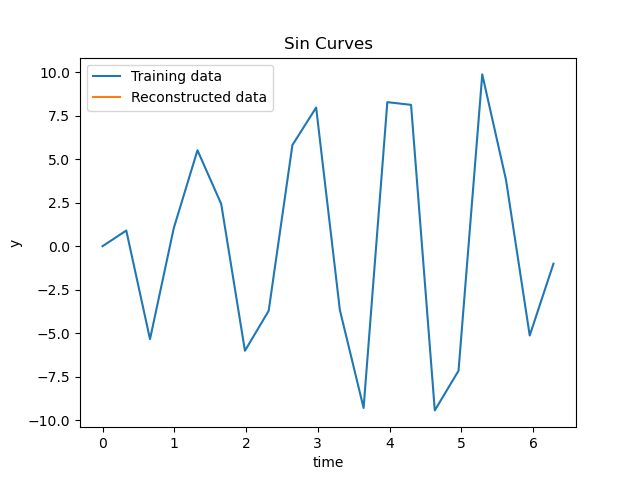 Sin Curves
Training data
Reconstructed data
10.0
7.5
5.0
2.5
0.0
−2.5
−5.0
−7.5
−10.0
y
0 1 2 3 4 5 6
time